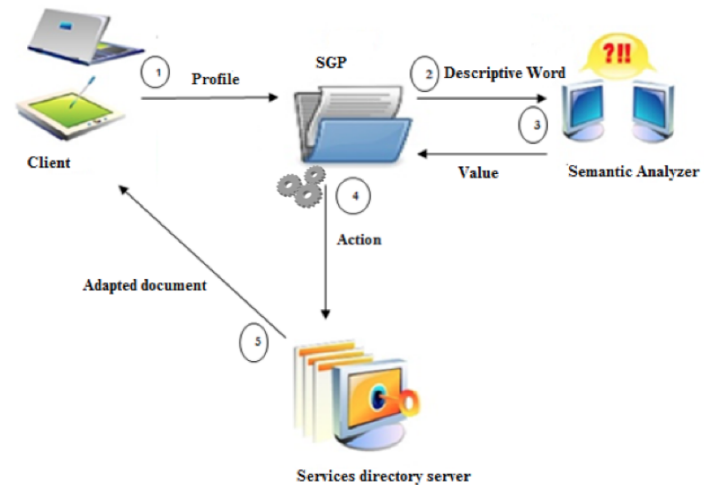 SGP
?!!
1
Profile
2
Descriptive Word
3
Client
Value
Semantic Analyzer
4
Action
Adapted document
5
Services directory server